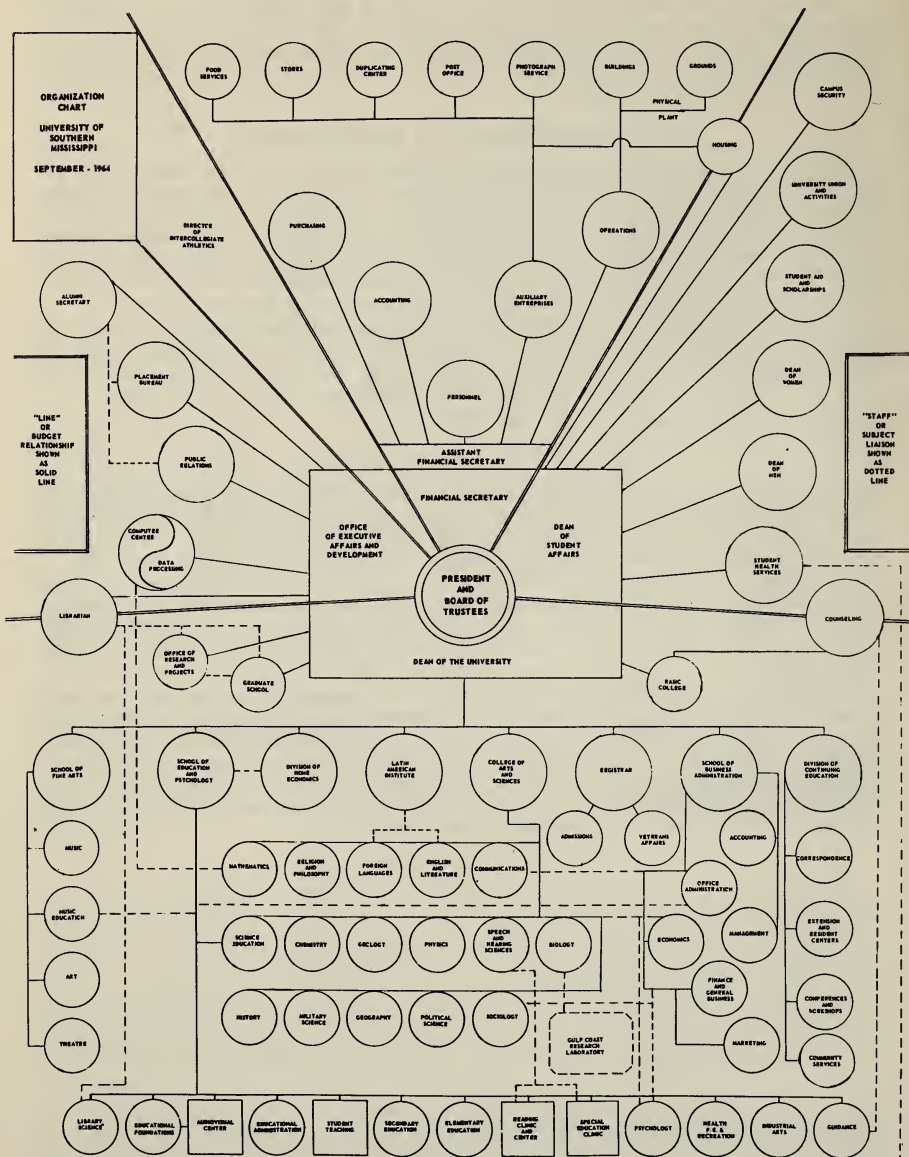 ORGANIZATION
CHART
UNIVERSITY OF
SOUTHERN
MISSISSIPPI
SEPTEMBER - 1964
FOOD
SERVICES
STORES
DUPLICATING
CENTER
POST
OFFICE
PHOTOGRAPH
SERVICE
BUILDINGS
GROUNDS
PHYSICAL
PLANT
HOUSING
CAMPUS
SECURITY
DIRECTOR
OF
INTERCOLLEGIATE
ATHLETICS
PURCHASING
OPERATIONS
UNIVERSITY UNION
AND
ACTIVITIES
ALUMNI
SECRETARY
ACCOUNTING
AUXILIARY
ENTREPRISES
STUDENT AID
AND
SCHOLARSHIPS
PLACEMENT
BUREAU
PERSONNEL
DEAN
OF
WOMEN
"LINE"
OR
BUDGET
RELATIONSHIP
SHOWN
AS
SOLID
LINE
"STAFF"
OR
SUBJECT
LIAISON
SHOWN
AS
DOTTED
LINE
PUBLIC
RELATIONS
ASSISTANT
FINANCIAL SECRETARY
DEAN
OF
MEN
FINANCIAL SECRETARY
OFFICE
OF EXECUTIVE
AFFAIRS AND
DEVELOPMENT
DEAN
OF
STUDENT
AFFAIRS
COMPUTER
CENTER
DATA
PROCESSING
STUDENT
HEALTH
SERVICES
PRESIDENT
AND
BOARD OF
TRUSTEES
LIBRARIAN
COUNSELING
OFFICE OF
RESEARCH
AND
PROJECTS
GRADUATE
SCHOOL
DEAN OF THE UNIVERSITY
BASIC
COLLEGE
SCHOOL OF
FINE ARTS
SCHOOL OF
EDUCATION
AND
PSYCHOLOGY
DIVISION OF
HOME
ECONOMICS
LATIN
AMERICAN
INSTITUTE
COLLEGE OF
ARTS
AND
SCIENCES
REGISTRAR
SCHOOL OF
BUSINESS
ADMINISTRATION
DIVISION OF
CONTINUING
EDUCATION
ADMISSIONS
VETERANS
AFFAIRS
ACCOUNTING
MUSIC
MATHEMATICS
RELIGION
AND
PHILOSOPHY
FOREIGN
LANGUAGES
ENGLISH
AND
LITERATURE
COMMUNICATIONS
CORRESPONDENCE
OFFICE
ADMINISTRATION
MUSIC
EDUCATION
SCIENCE
EDUCATION
CHEMISTRY
GEOLOGY
PHYSICS
SPEECH
AND
HEARING
SCIENCES
BIOLOGY
ECONOMICS
MANAGEMENT
EXTENSION
AND
RESIDENT
CENTERS
ART
FINANCE
AND
GENERAL
BUSINESS
HISTORY
MILITARY
SCIENCE
GEOGRAPHY
POLITICAL
SCIENCE
SOCIOLOGY
CONFERENCES
AND
WORKSHOPS
THEATRE
GULF COAST
RESEARCH
LABORATORY
MARKETING
COMMUNITY
SERVICES
LIBRARY
SCIENCE
EDUCATIONAL
FOUNDATIONS
AUDIOVISUAL
CENTER
EDUCATIONAL
ADMINISTRATION
STUDENT
TEACHING
SECONDARY
EDUCATION
ELEMENTARY
EDUCATION
READING
CLINIC
AND
CENTER
SPECIAL
EDUCATION
CLINIC
PSYCHOLOGY
HEALTH
P.E. &
RECREATION
INDUSTRIAL
ARTS
GUIDANCE